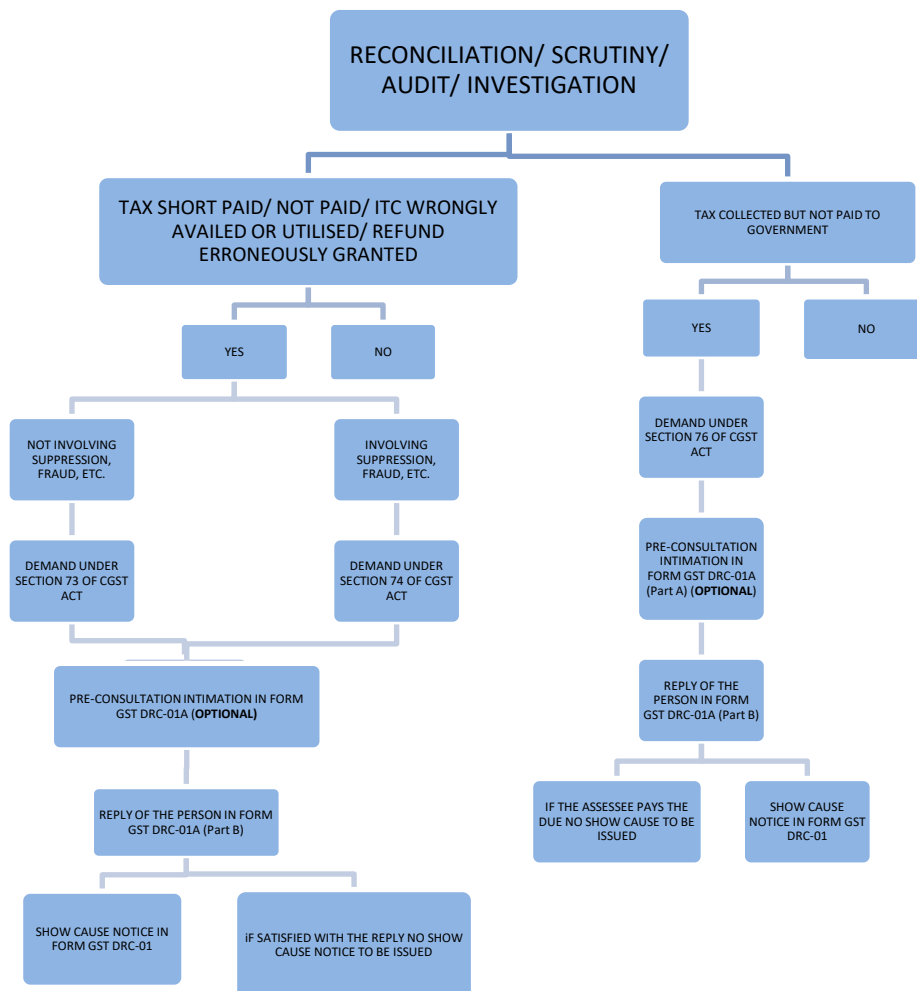 RECONCILIATION/ SCRUTINY/
AUDIT/ INVESTIGATION
TAX SHORT PAID/ NOT PAID/ ITC WRONGLY
AVAILED OR UTILISED/ REFUND
ERRONEOUSLY GRANTED
TAX COLLECTED BUT NOT PAID TO
GOVERNMENT
YES
NO
YES
NO
NOT INVOLVING
SUPPRESSION,
FRAUD, ETC.
INVOLVING
SUPPRESSION,
FRAUD, ETC.
DEMAND UNDER
SECTION 76 OF CGST
ACT
DEMAND UNDER
SECTION 73 OF CGST
ACT
DEMAND UNDER
SECTION 74 OF CGST
ACT
PRE-CONSULTATION
INTIMATION IN
FORM GST DRC-01A
(Part A) (OPTIONAL)
PRE-CONSULTATION INTIMATION IN FORM
GST DRC-01A (OPTIONAL)
REPLY OF THE
PERSON IN FORM
GST DRC-01A (Part B)
REPLY OF THE PERSON IN FORM
GST DRC-01A (Part B)
IF THE ASSESSEE PAYS THE
DUE NO SHOW CAUSE TO BE
ISSUED
SHOW CAUSE
NOTICE IN FORM GST
DRC-01
SHOW CAUSE NOTICE IN
FORM GST DRC-01
iF SATISFIED WITH THE REPLY NO SHOW
CAUSE NOTICE TO BE ISSUED